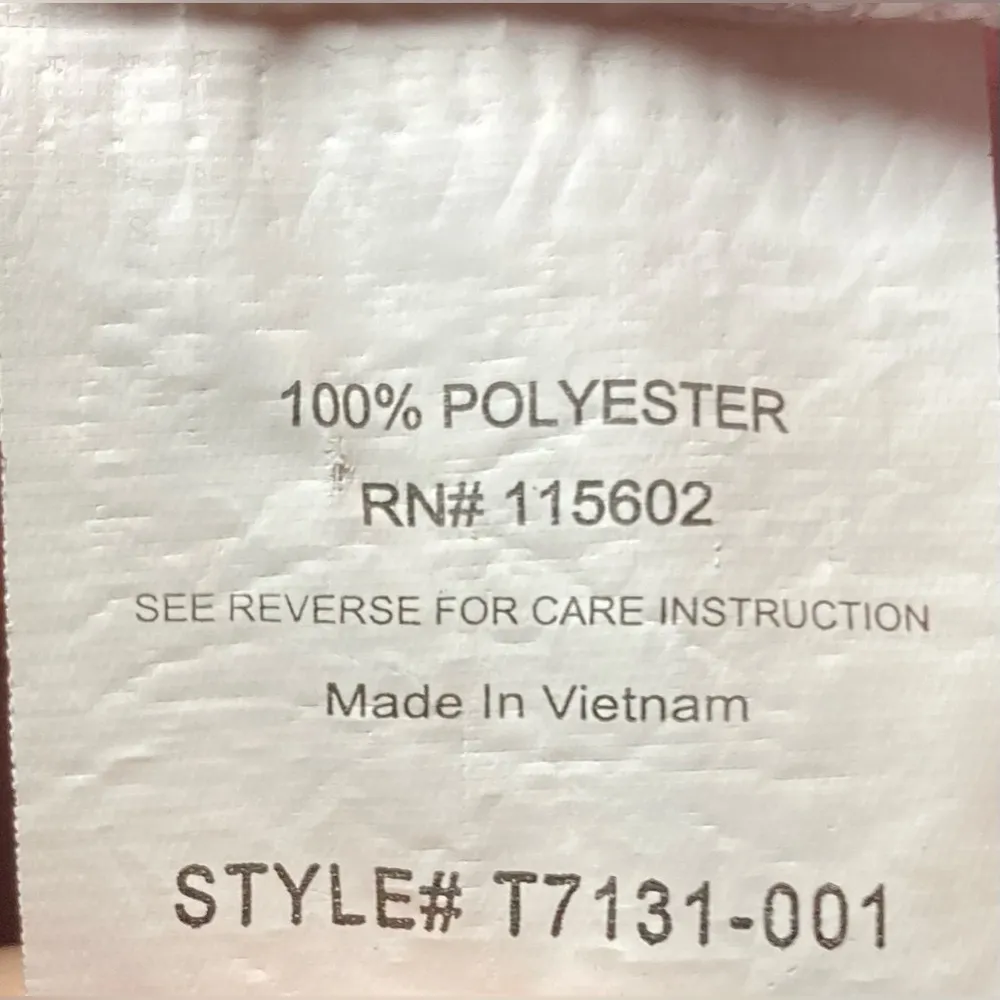 100% POLYESTER
RN# 115602
SEE REVERSE FOR CARE INSTRUCTION
Made In Vietnam
STYLE# T7131-001